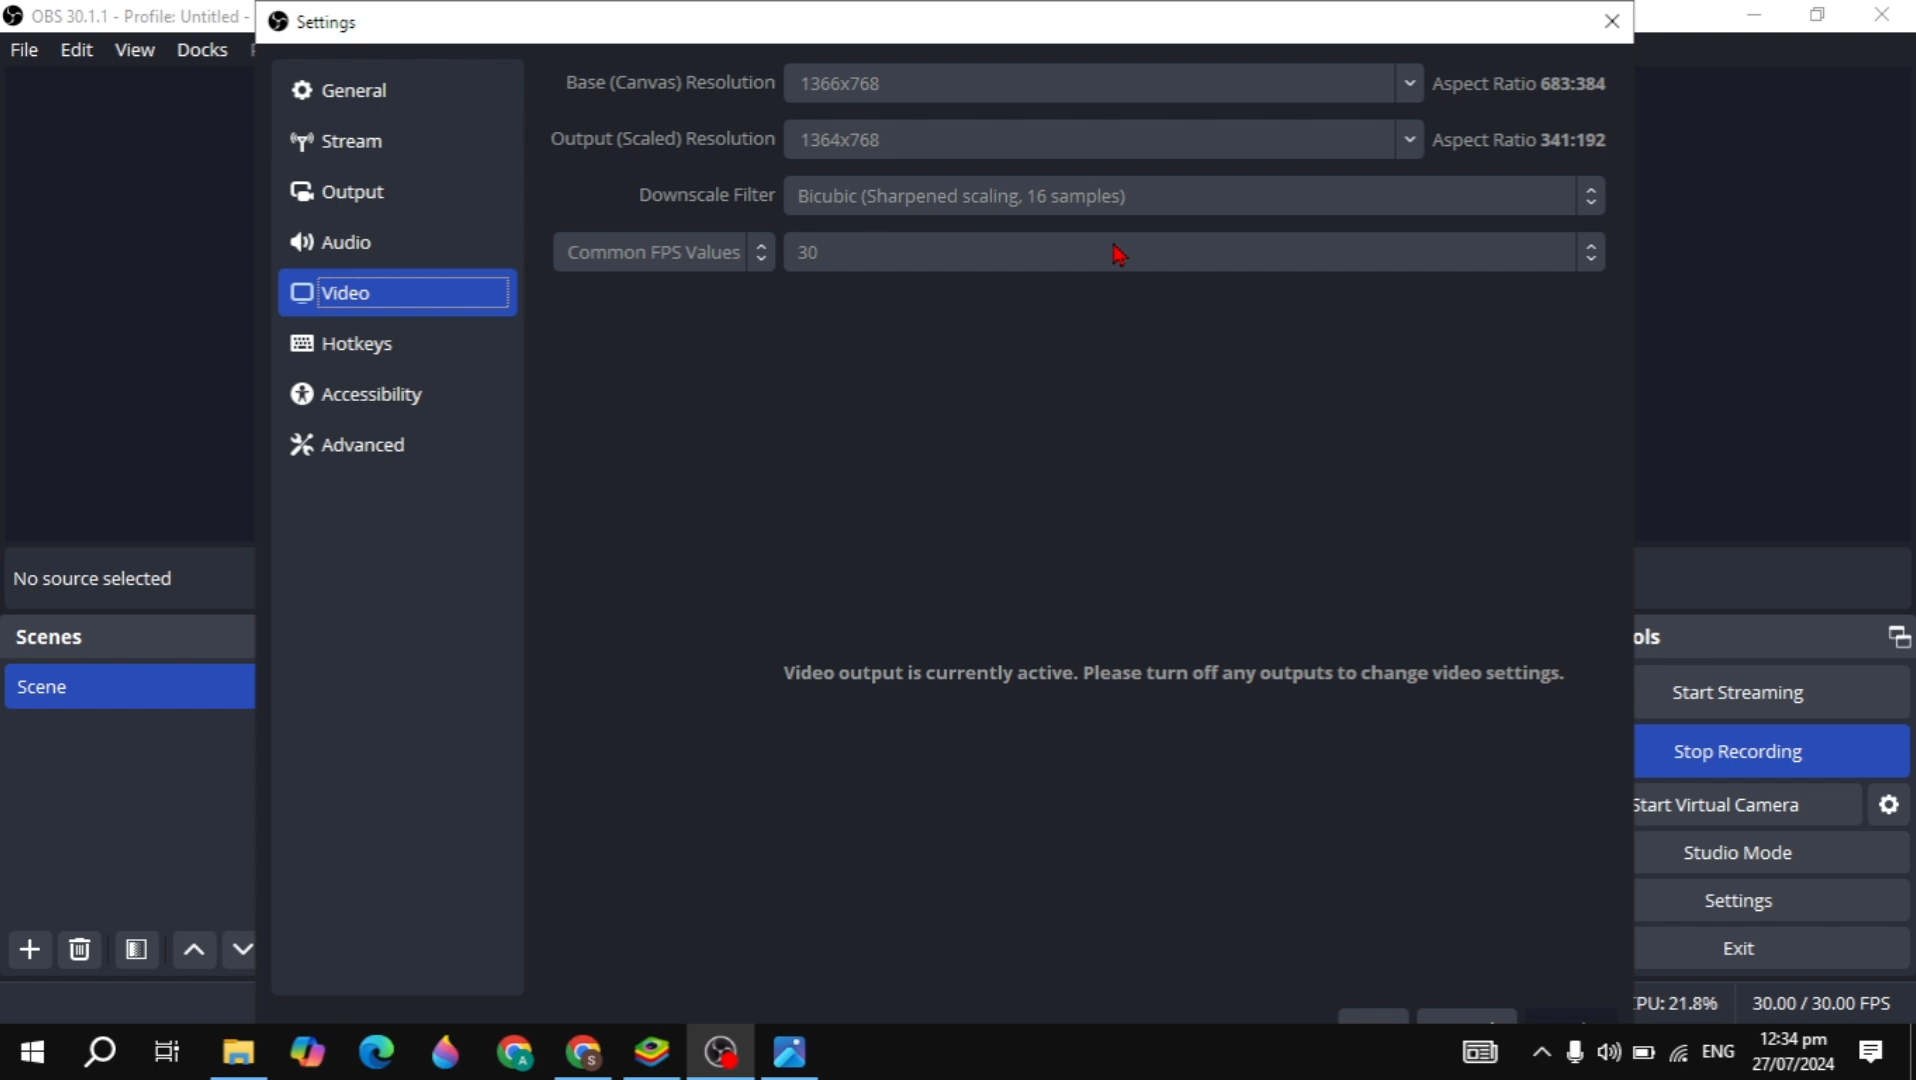 OBS 30.1.1 - Profile: Untitled -
Settings
File Edit View Docks
General
Stream
Output
Audio
Video
Hotkeys
Accessibility
Advanced
Base (Canvas) Resolution 1366x768 Aspect Ratio 683:384
Output (Scaled) Resolution 1364x768 Aspect Ratio 341:192
Downscale Filter Bicubic (Sharpened scaling, 16 samples)
Common FPS Values 30
Video output is currently active. Please turn off any outputs to change video settings.
No source selected
Scenes
Scene
ols
Start Streaming
Stop Recording
Start Virtual Camera
Studio Mode
Settings
Exit
CPU: 21.8% 30.00 / 30.00 FPS
A
S
ENG
12:34 pm
27/07/2024